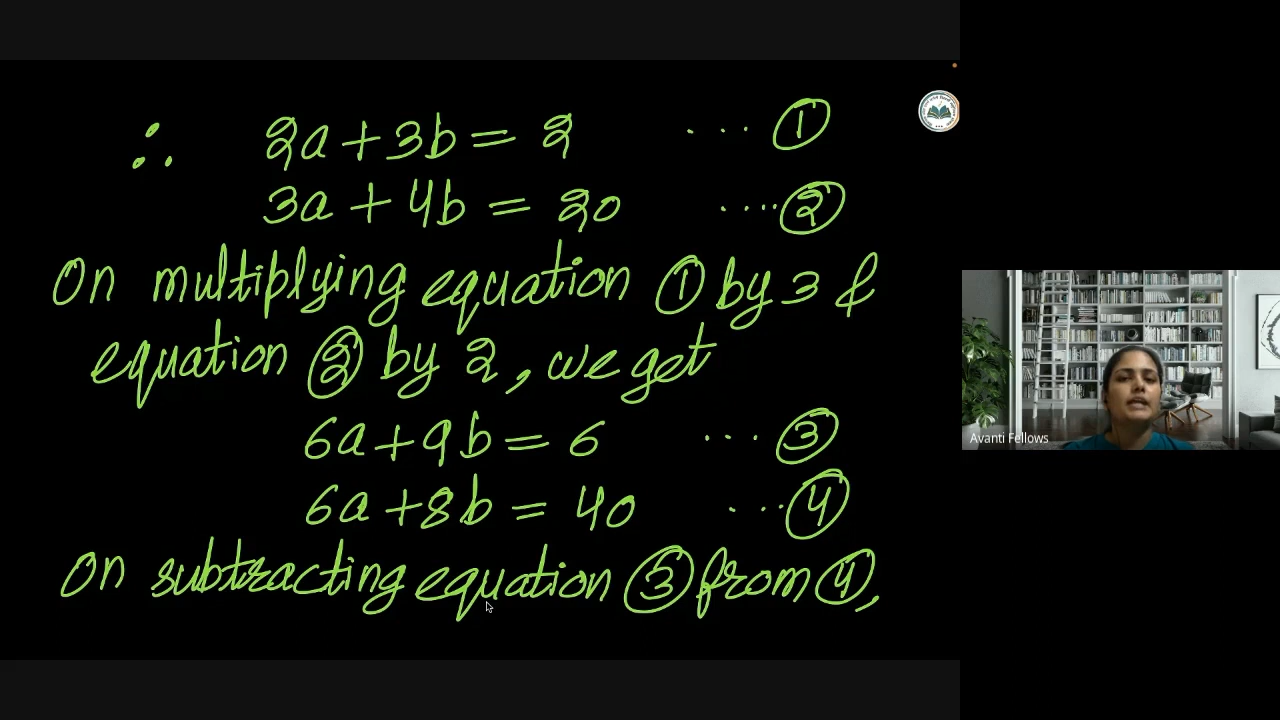 ∴ 2a + 3b = 2 ... ①
3a + 4b = 20 .... ②
On multiplying equation ① by 3 &
equation ② by 2, we get
6a + 9b = 6 ... ③
6a + 8b = 40 ... ④
On subtracting equation ③ from ④,
Avanti Fellows